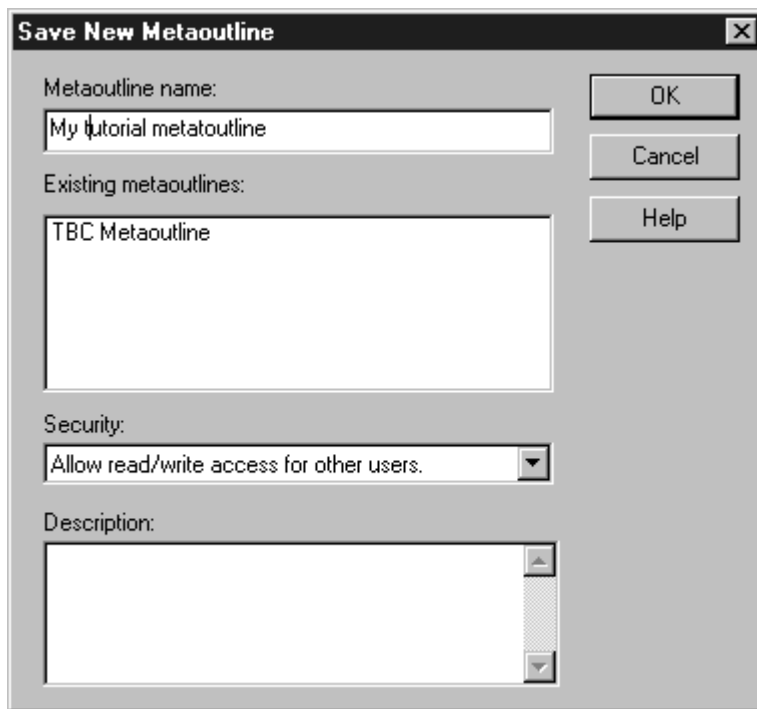 Save New Metaoutline
Metaoutline name:
OK
My tutorial metatoutline
Cancel
Existing metaoutlines:
Help
TBC Metaoutline
Security:
Allow read/write access for other users.
Description: